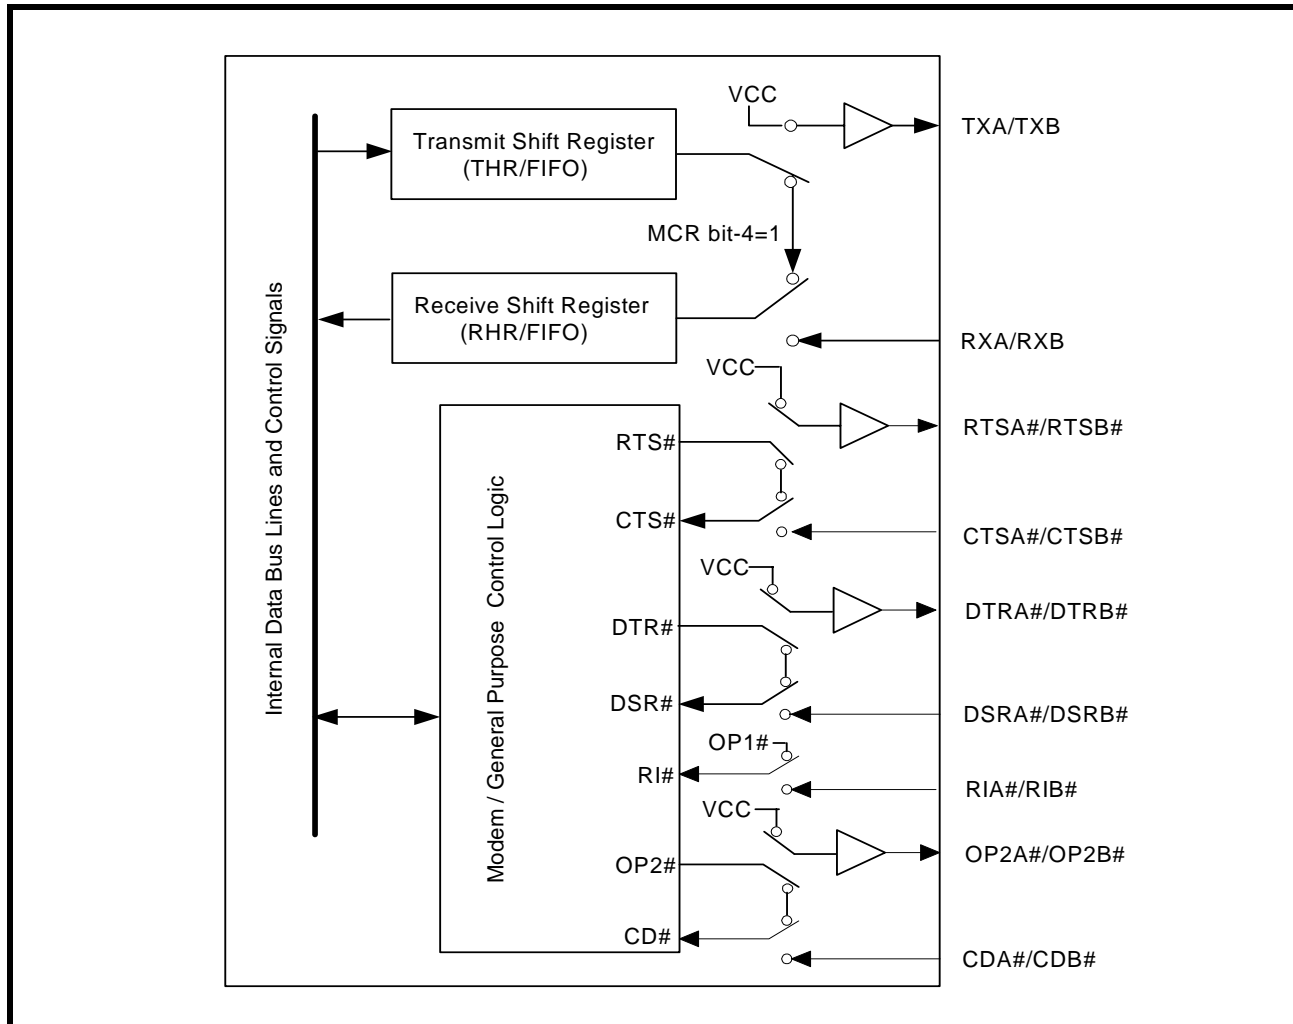 VCC
TXA/TXB
Transmit Shift Register
(THR/FIFO)
MCR bit-4=1
Receive Shift Register
(RHR/FIFO)
RXA/RXB
VCC
RTSA#/RTSB#
RTS#
CTS#
CTSA#/CTSB#
VCC
DTRA#/DTRB#
DTR#
DSR#
DSRA#/DSRB#
OP1#
RI#
RIA#/RIB#
VCC
OP2A#/OP2B#
OP2#
CD#
CDA#/CDB#
Internal Data Bus Lines and Control Signals
Modem / General Purpose Control Logic